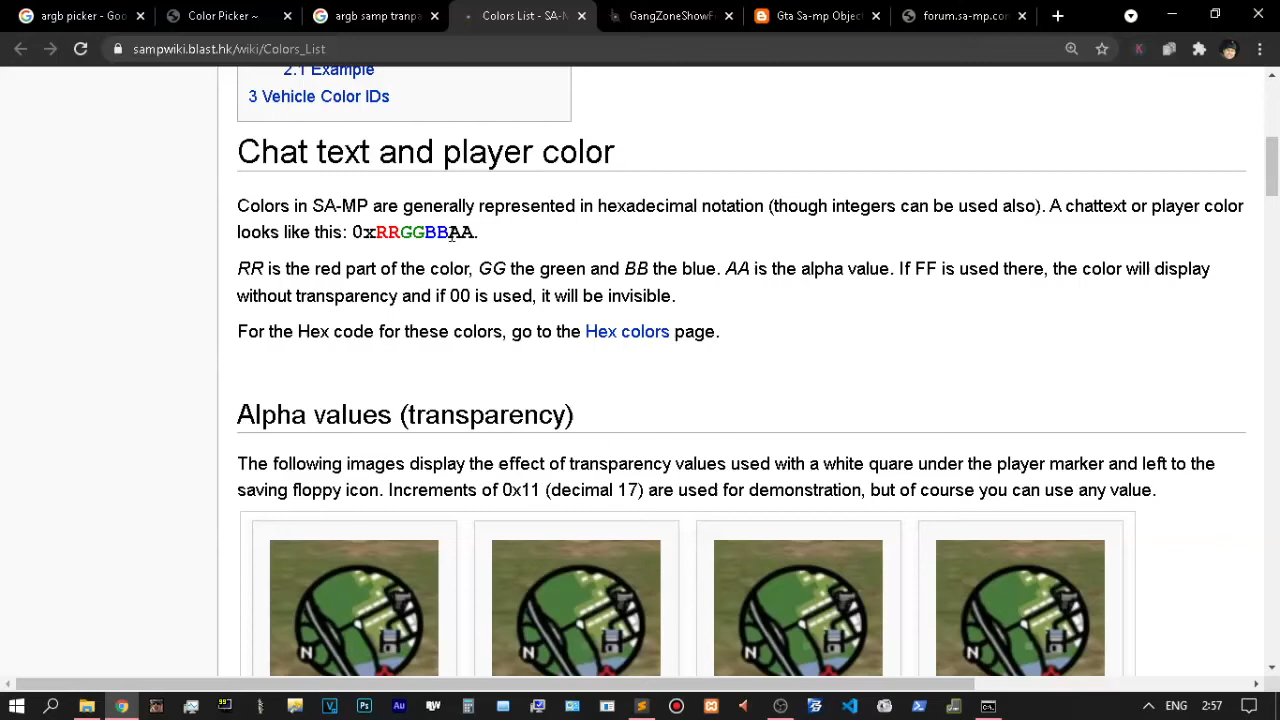 argb picker - Goo
Color Picker ~
argb samp tranpa
Colors List - SA-M
GangZoneShowF
Gta Sa-mp Objec
forum.sa-mp.com
sampwiki.blast.hk/wiki/Colors_List
2.1 Example
3 Vehicle Color IDs
Chat text and player color
Colors in SA-MP are generally represented in hexadecimal notation (though integers can be used also). A chattext or player color
looks like this: 0xRRGGBBAA.
RR is the red part of the color, GG the green and BB the blue. AA is the alpha value. If FF is used there, the color will display
without transparency and if 00 is used, it will be invisible.
For the Hex code for these colors, go to the Hex colors page.
Alpha values (transparency)
The following images display the effect of transparency values used with a white quare under the player marker and left to the
saving floppy icon. Increments of 0x11 (decimal 17) are used for demonstration, but of course you can use any value.
N N N N
ENG 2:57